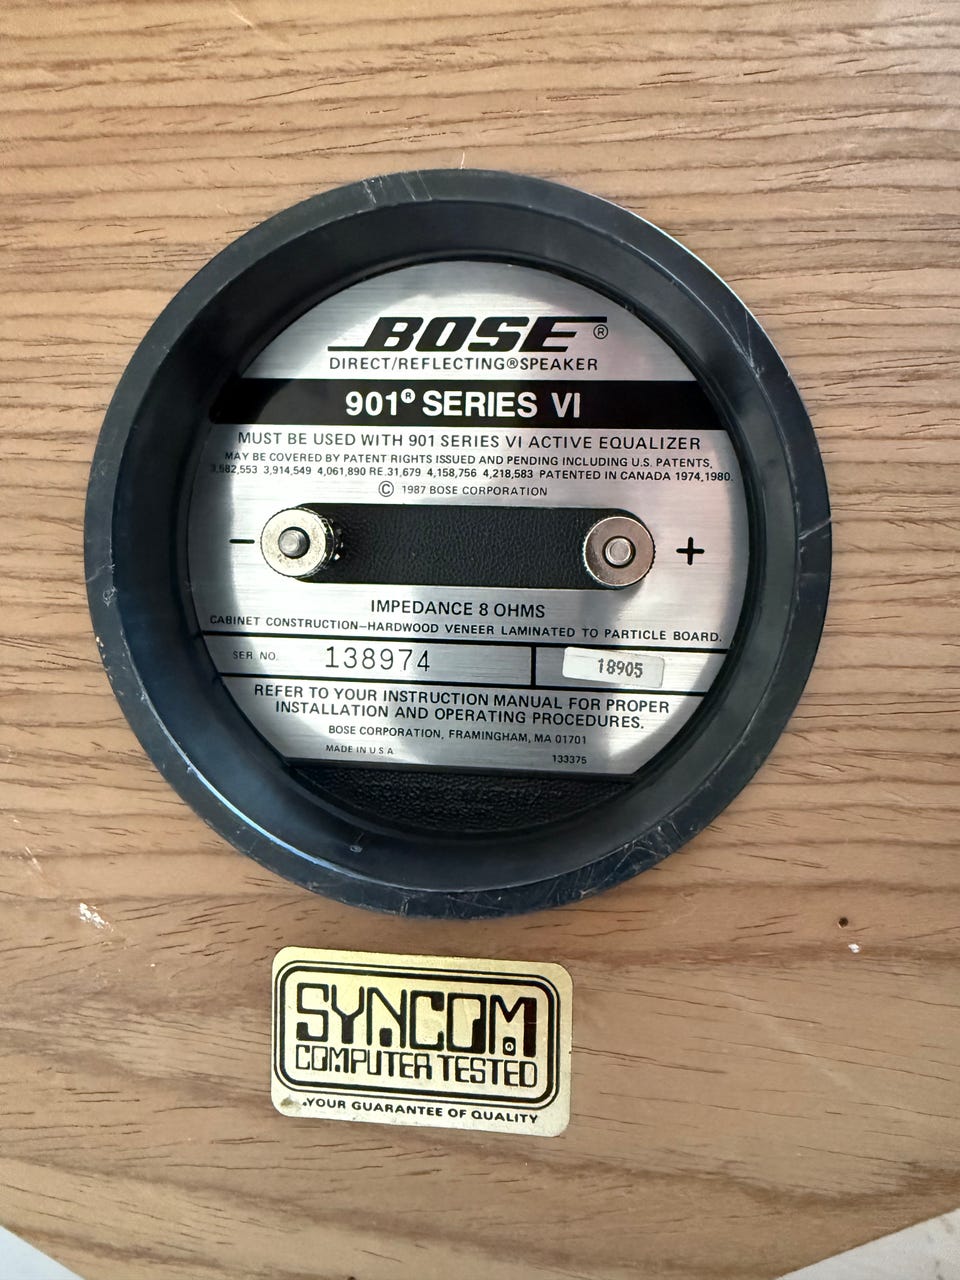 BOSE®
DIRECT/REFLECTING® SPEAKER
901® SERIES VI
MUST BE USED WITH 901 SERIES VI ACTIVE EQUALIZER
MAY BE COVERED BY PATENT RIGHTS ISSUED AND PENDING INCLUDING U.S. PATENTS,
3,582,553 3,914,549 4,061,890 RE.31,679 4,158,756 4,218,583 PATENTED IN CANADA 1974,1980.
© 1987 BOSE CORPORATION
− +
IMPEDANCE 8 OHMS
CABINET CONSTRUCTION—HARDWOOD VENEER LAMINATED TO PARTICLE BOARD.
SER. NO. 138974 18905
REFER TO YOUR INSTRUCTION MANUAL FOR PROPER
INSTALLATION AND OPERATING PROCEDURES.
BOSE CORPORATION, FRAMINGHAM, MA 01701
MADE IN U S A 133375
SYNCOM®
COMPUTER TESTED
YOUR GUARANTEE OF QUALITY